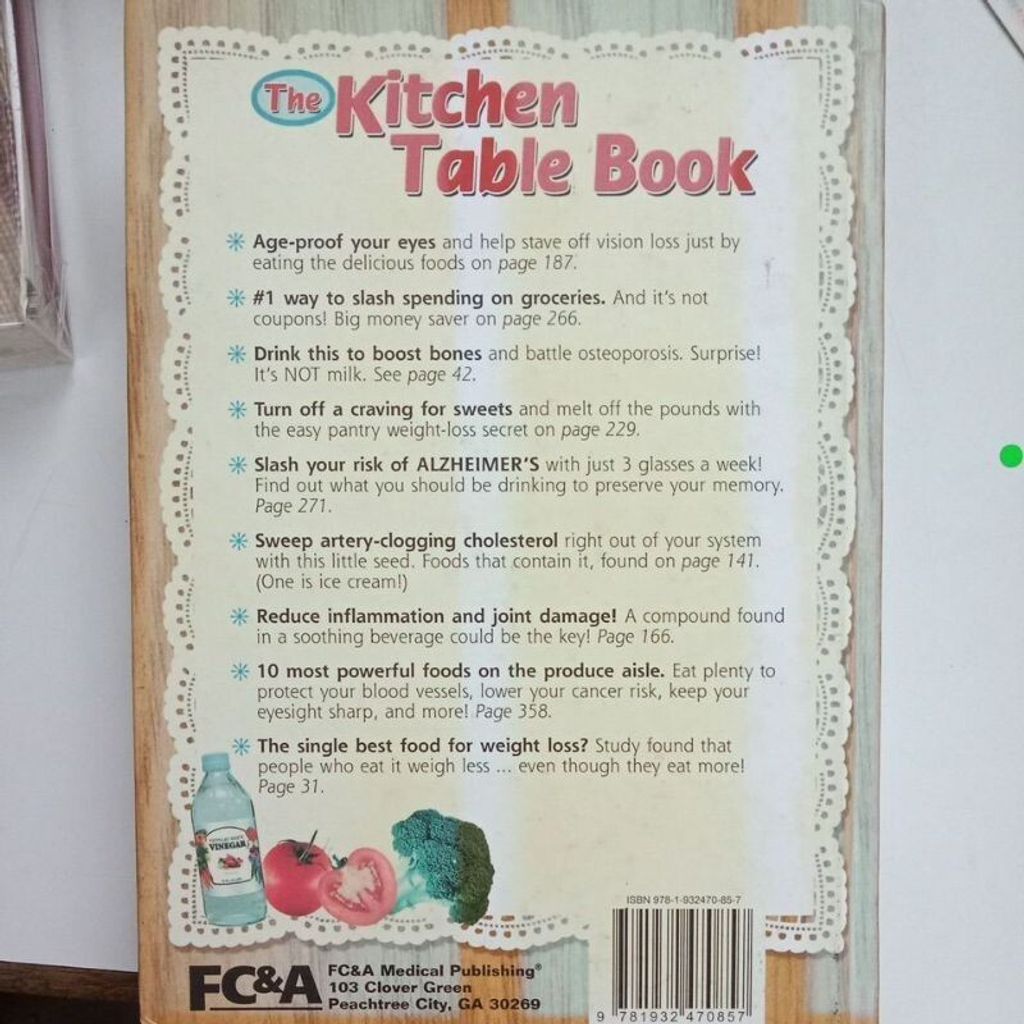 The Kitchen
Table Book
Age-proof your eyes and help stave off vision loss just by
eating the delicious foods on page 187.
#1 way to slash spending on groceries. And it's not
coupons! Big money saver on page 266.
Drink this to boost bones and battle osteoporosis. Surprise!
It's NOT milk. See page 42.
Turn off a craving for sweets and melt off the pounds with
the easy pantry weight-loss secret on page 229.
Slash your risk of ALZHEIMER'S with just 3 glasses a week!
Find out what you should be drinking to preserve your memory.
Page 271.
Sweep artery-clogging cholesterol right out of your system
with this little seed. Foods that contain it, found on page 141.
(One is ice cream!)
Reduce inflammation and joint damage! A compound found
in a soothing beverage could be the key! Page 166.
10 most powerful foods on the produce aisle. Eat plenty to
protect your blood vessels, lower your cancer risk, keep your
eyesight sharp, and more! Page 358.
The single best food for weight loss? Study found that
people who eat it weigh less ... even though they eat more!
Page 31.
VINEGAR
ISBN 978-1-932470-85-7
FC&A
FC&A Medical Publishing®
103 Clover Green
Peachtree City, GA 30269
9 781932 470857